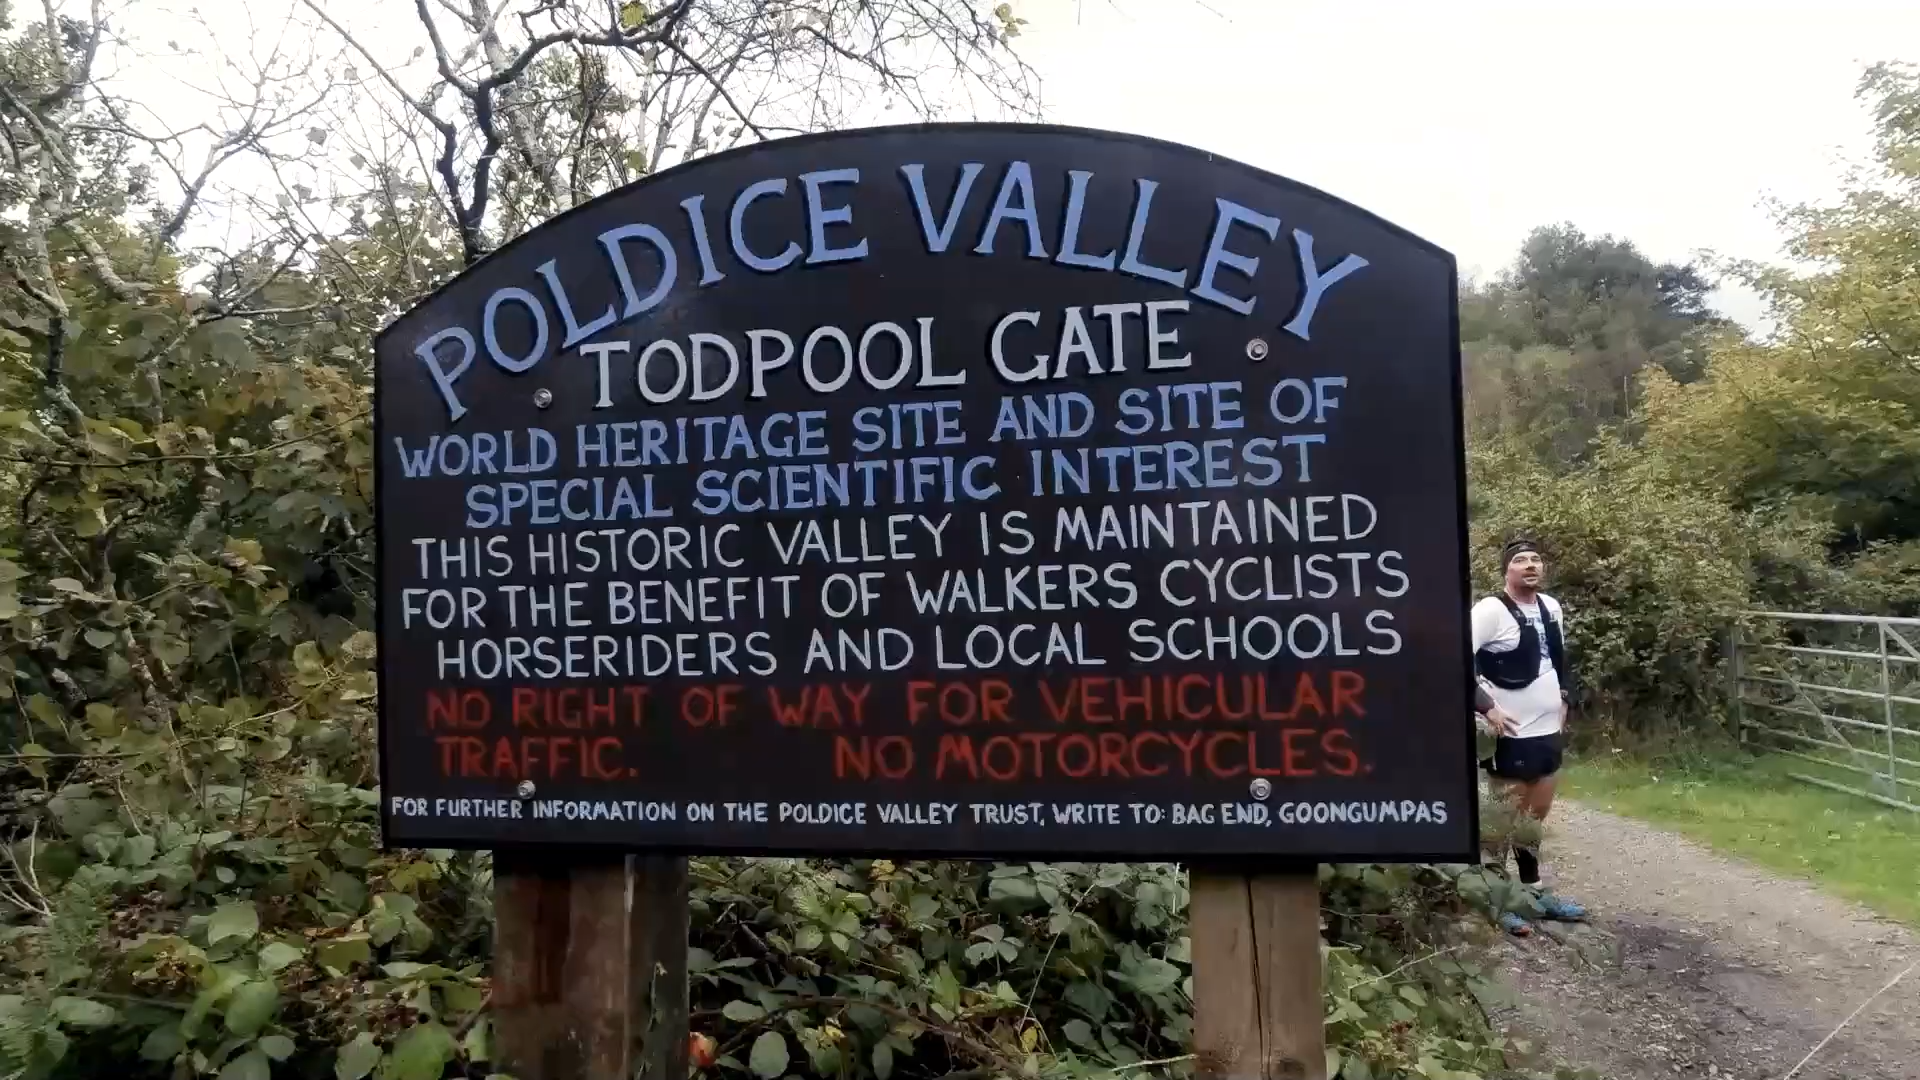 POLDICE VALLEY
TODPOOL GATE
WORLD HERITAGE SITE AND SITE OF
SPECIAL SCIENTIFIC INTEREST
THIS HISTORIC VALLEY IS MAINTAINED
FOR THE BENEFIT OF WALKERS CYCLISTS
HORSERIDERS AND LOCAL SCHOOLS
NO RIGHT OF WAY FOR VEHICULAR
TRAFFIC. NO MOTORCYCLES.
FOR FURTHER INFORMATION ON THE POLDICE VALLEY TRUST, WRITE TO: BAG END, GOONGUMPAS